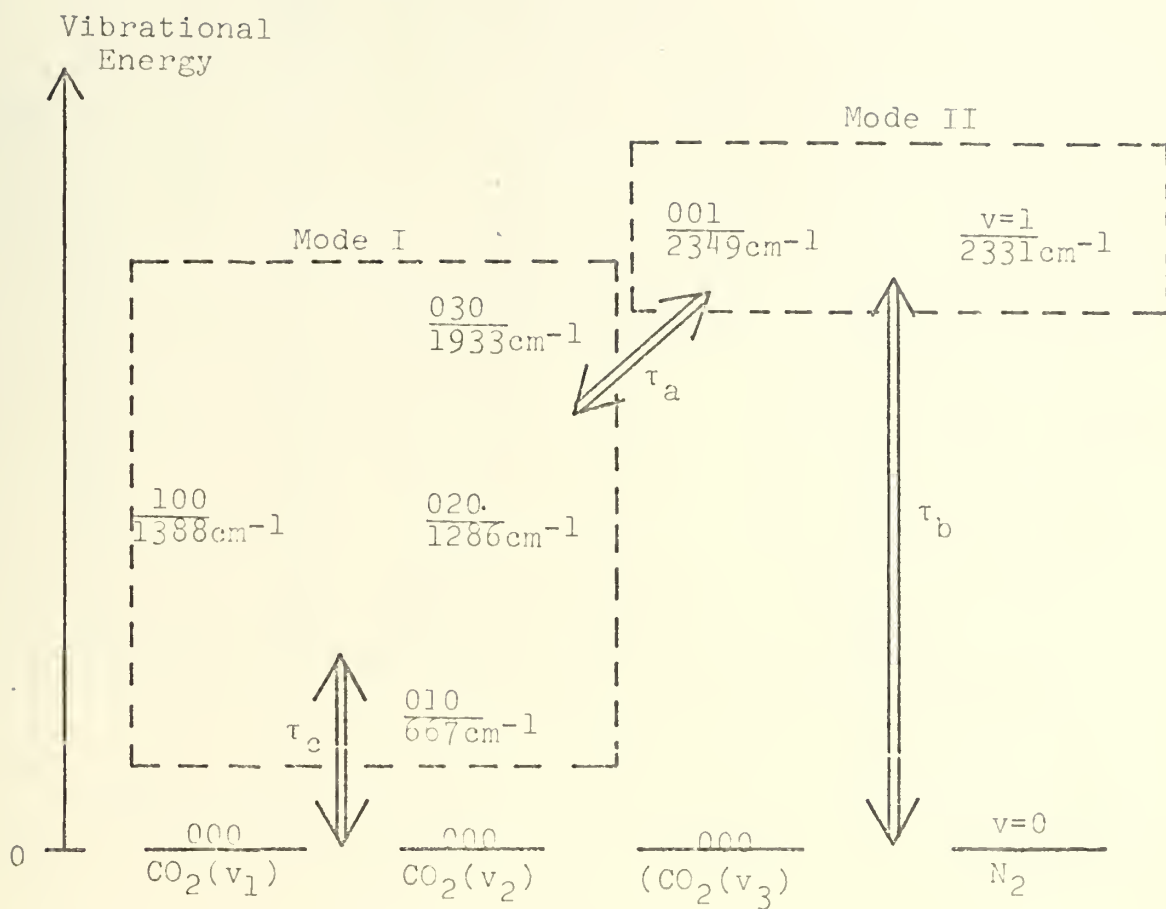 Vibrational
Energy
Mode II
001
2349cm⁻¹
v=1
2331cm⁻¹
Mode I
030
1933cm⁻¹
τa
100
1388cm⁻¹
020.
1286cm⁻¹
τb
010
667cm⁻¹
τc
0
000
CO₂(v₁)
000
CO₂(v₂)
000
(CO₂(v₃)
v=0
N₂